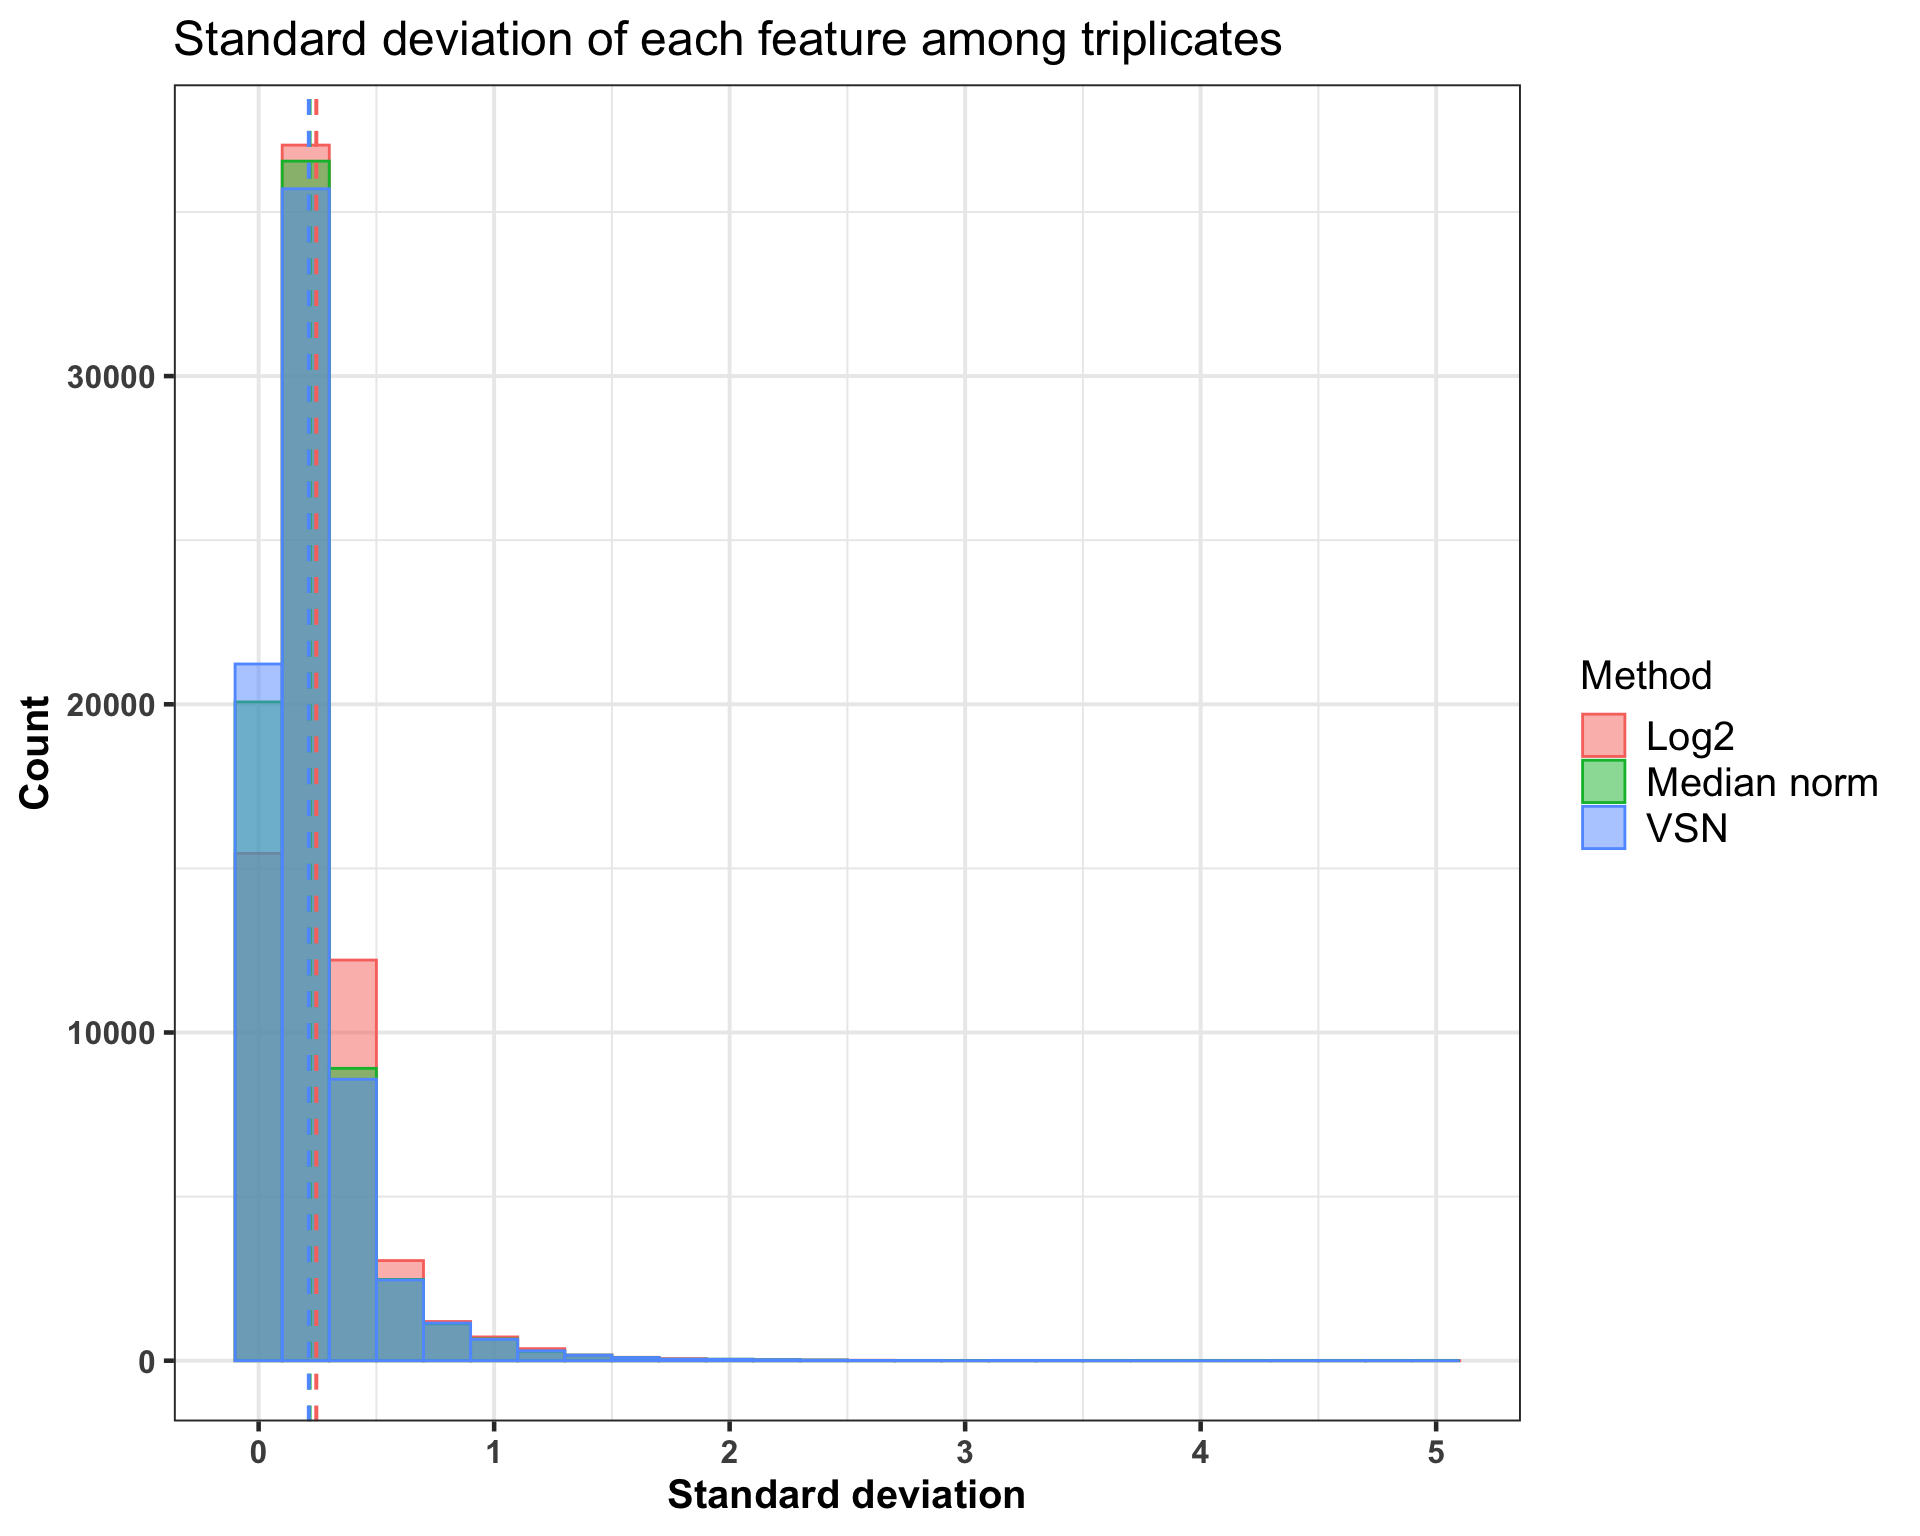 Standard deviation of each feature among triplicates
Count
30000
20000
10000
0
0 1 2 3 4 5
Standard deviation
Method
Log2
Median norm
VSN